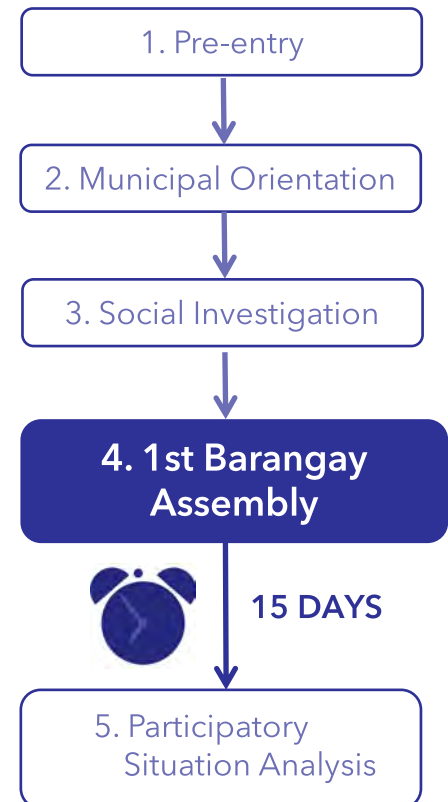 1. Pre-entry
2. Municipal Orientation
3. Social Investigation
4. 1st Barangay
Assembly
15 DAYS
5. Participatory
Situation Analysis